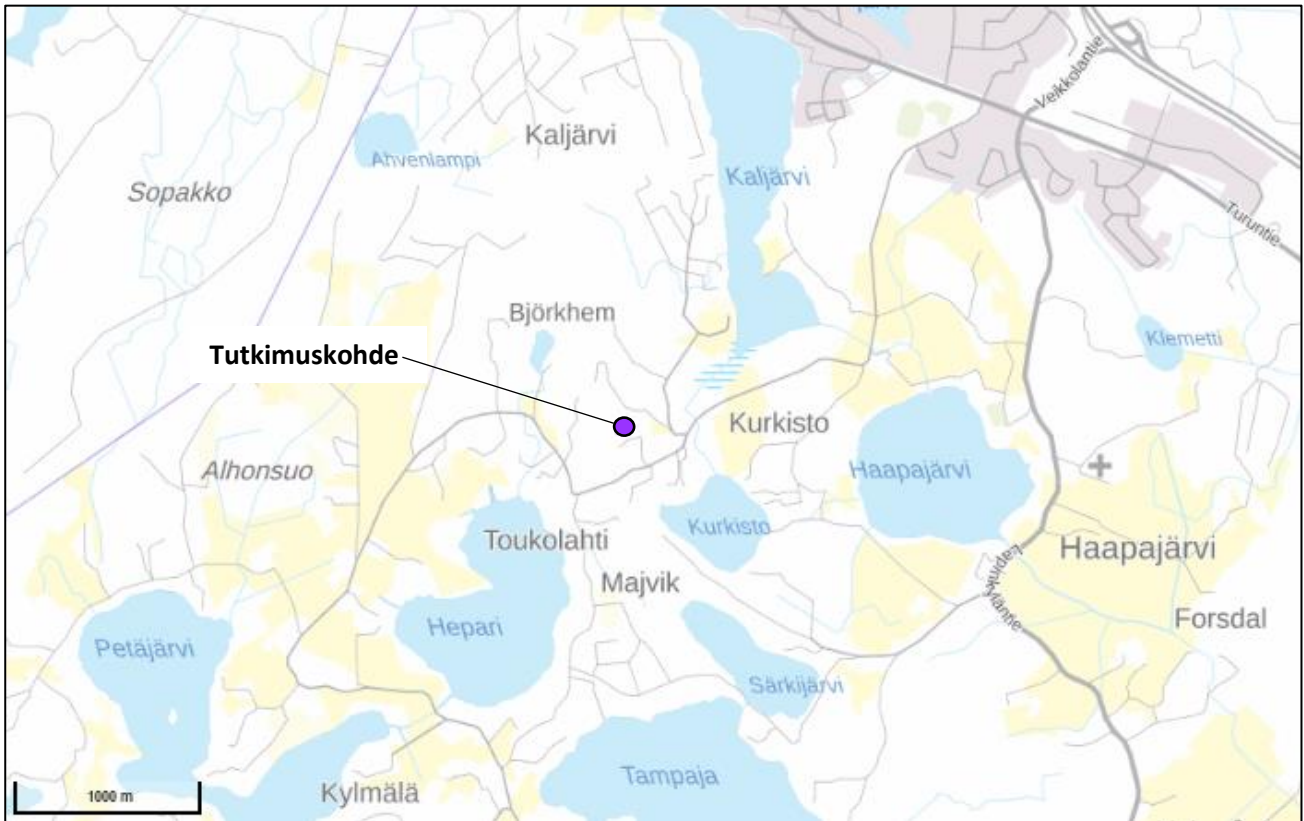 Veikkolantie
Kaljärvi
Ahvenlampi
Kaljärvi
Sopakko
Turuntie
Björkhem
Klemetti
Tutkimuskohde
Kurkisto
Alhonsuo
Haapajärvi
Kurkisto
Toukolahti
Haapajärvi
Majvik
Lapinkyläntie
Forsdal
Hepari
Petäjärvi
Särkijärvi
Tampaja
1000 m
Kylmälä